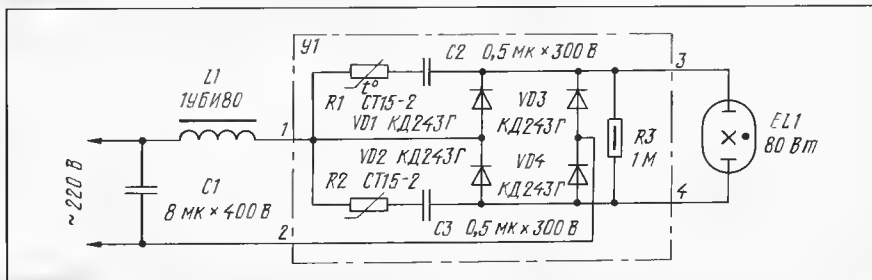 У1
C2 0,5 мк × 300 В
3
L1
1УБИ80
1
t°
R1 СТ15-2
VD1 КД243Г
VD3
КД243Г
R3
1 М
EL1
80 Вт
~220 В
C1
8 мк × 400 В
VD2 КД243Г
R2 СТ15-2
VD4
КД243Г
4
2
C3 0,5 мк × 300 В